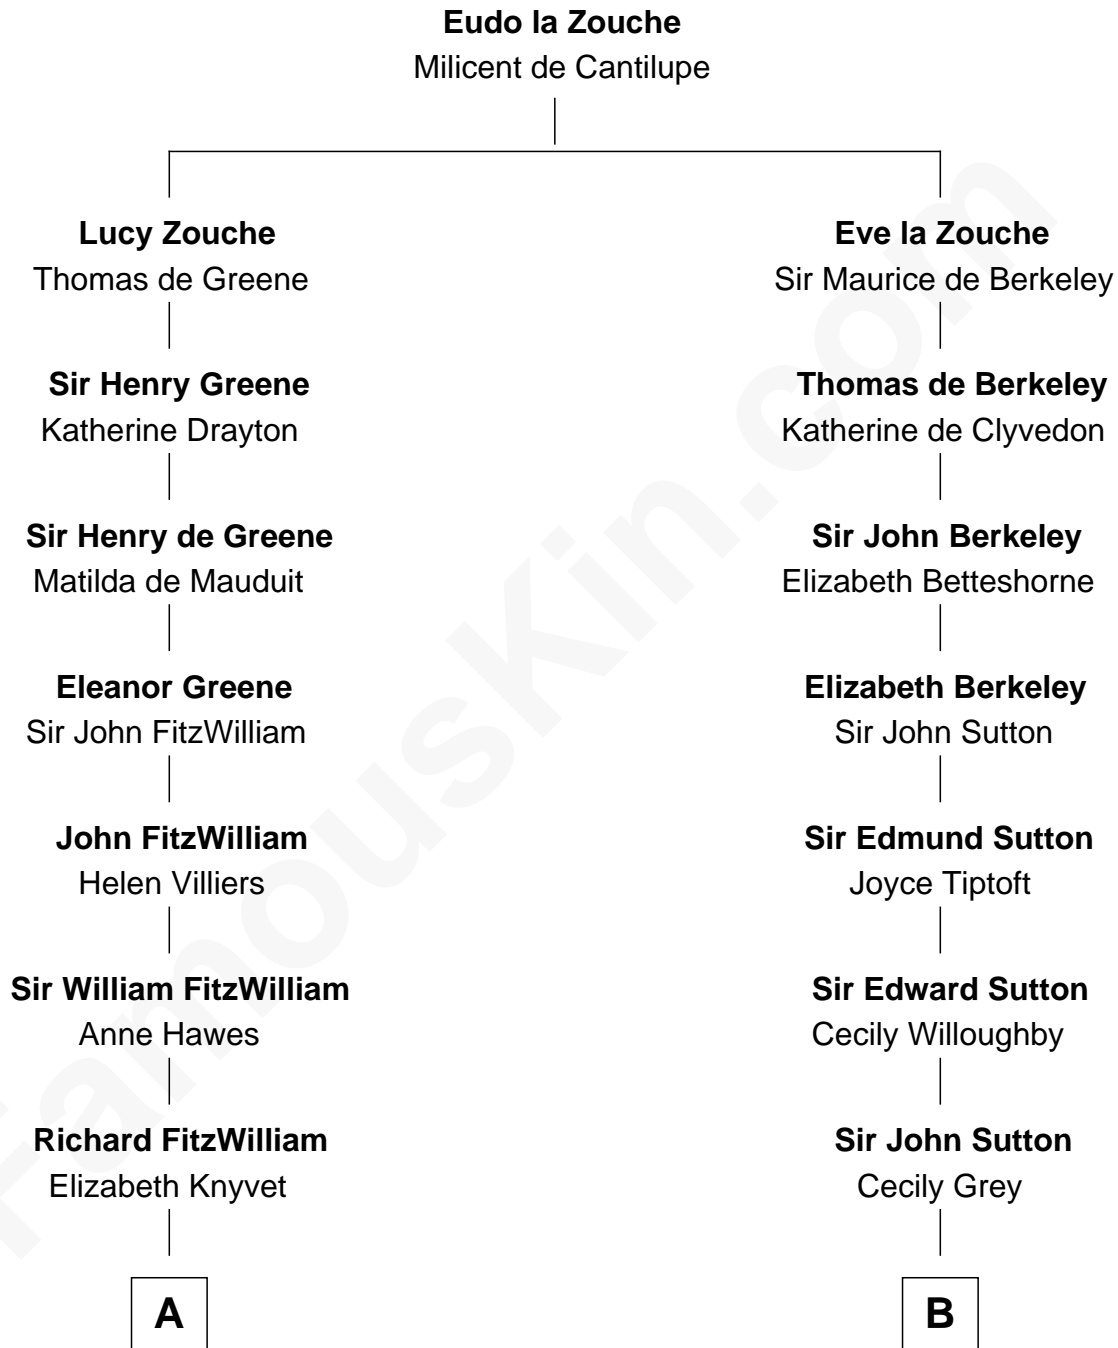 Eudo la Zouche
Milicent de Cantilupe
Lucy Zouche
Thomas de Greene
Eve la Zouche
Sir Maurice de Berkeley
Sir Henry Greene
Katherine Drayton
Thomas de Berkeley
Katherine de Clyvedon
Sir Henry de Greene
Matilda de Mauduit
Sir John Berkeley
Elizabeth Betteshorne
Eleanor Greene
Sir John FitzWilliam
Elizabeth Berkeley
Sir John Sutton
John FitzWilliam
Helen Villiers
Sir Edmund Sutton
Joyce Tiptoft
Sir William FitzWilliam
Anne Hawes
Sir Edward Sutton
Cecily Willoughby
Richard FitzWilliam
Elizabeth Knyvet
Sir John Sutton
Cecily Grey
A
B
FamousKin.com